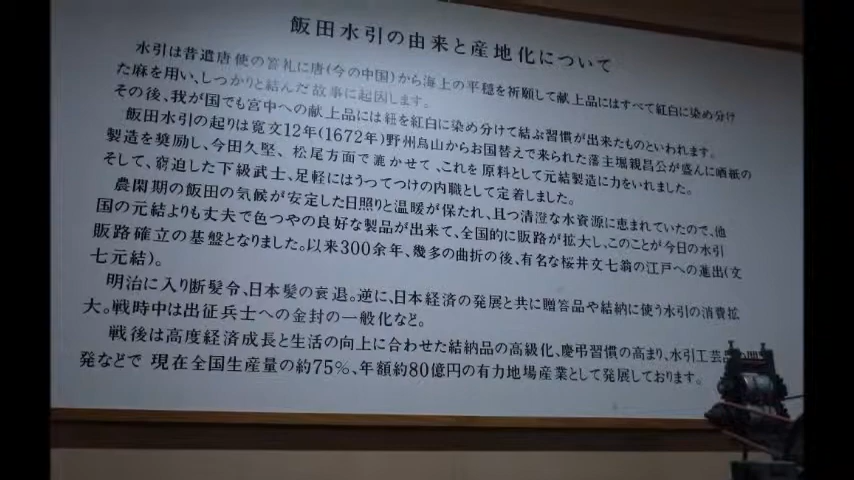 飯田水引の由来と産地化について
水引は昔遣唐使の答礼に唐(今の中国)から海上の平穏を祈願して献上品にはすべて紅白に染め分け
た麻を用い、しっかりと結んだ故事に起因します。
その後、我が国でも宮中への献上品には紐を紅白に染め分けて結ぶ習慣が出来たものといわれます。
飯田水引の起りは寛文12年(1672年)野州烏山からお国替えで来られた藩主堀親昌公が盛んに晒紙の
製造を奨励し、今田久堅、松尾方面で漉かせて、これを原料として元結製造に力をいれました。
そして、窮迫した下級武士、足軽にはうってつけの内職として定着しました。
農閑期の飯田の気候が安定した日照りと温暖が保たれ、且つ清澄な水資源に恵まれていたので、他
国の元結よりも丈夫で色つやの良好な製品が出来て、全国的に販路が拡大し、このことが今日の水引
販路確立の基盤となりました。以来300余年、幾多の曲折の後、有名な桜井文七翁の江戸への進出(文
七元結)。
明治に入り断髪令、日本髪の衰退。逆に、日本経済の発展と共に贈答品や結納に使う水引の消費拡
大。戦時中は出征兵士への金封の一般化など。
戦後は高度経済成長と生活の向上に合わせた結納品の高級化、慶弔習慣の高まり、水引工芸
発などで 現在全国生産量の約75%、年額約80億円の有力地場産業として発展しております。